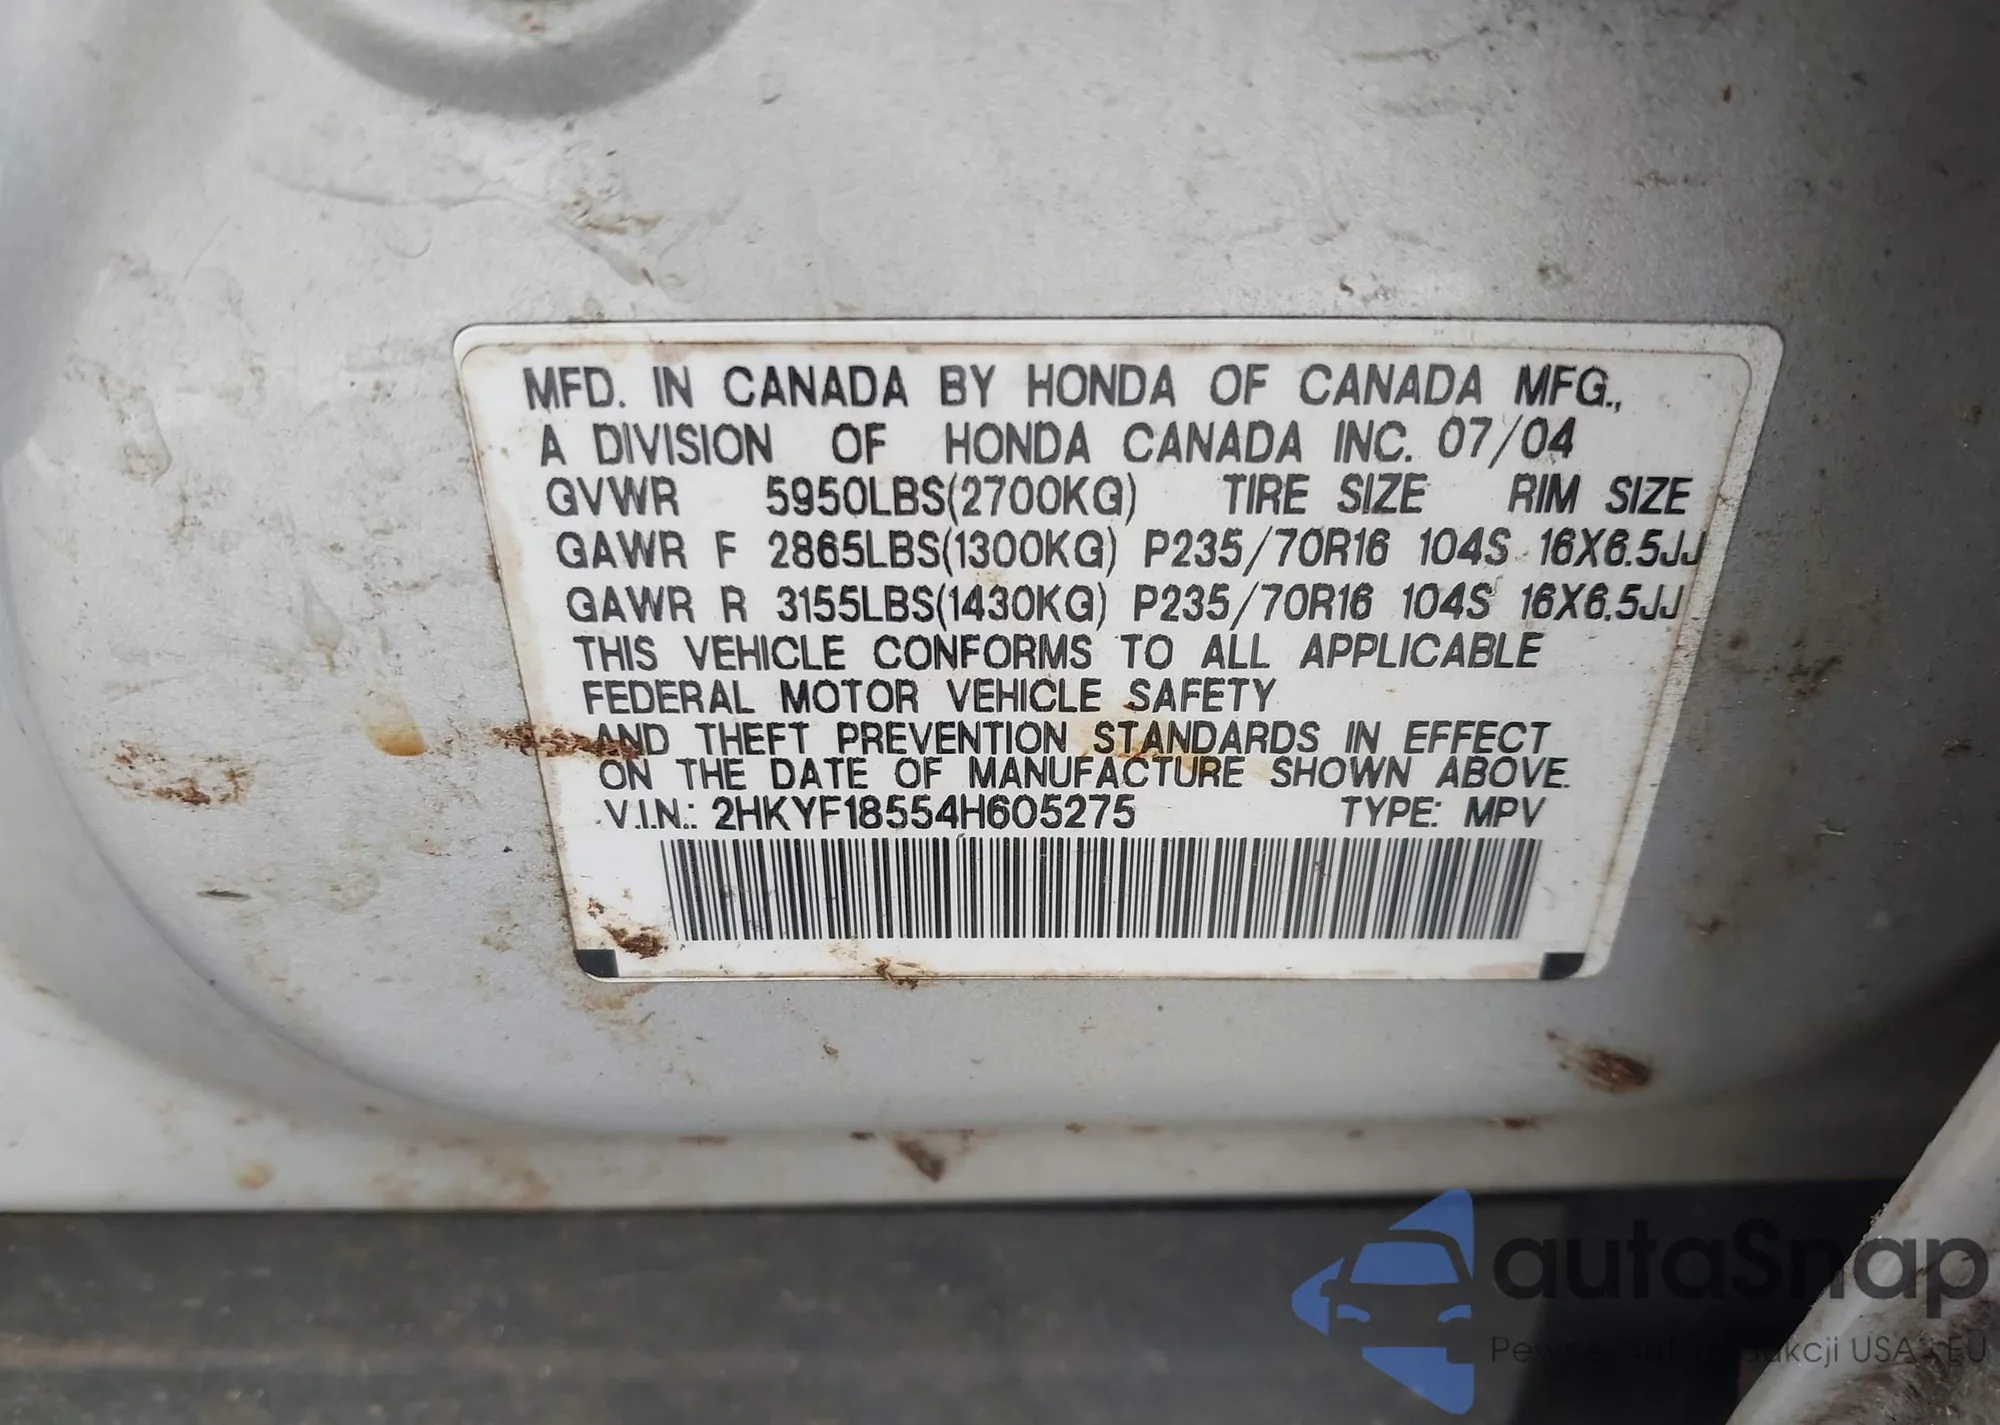 MFD. IN CANADA BY HONDA OF CANADA MFG.,
A DIVISION OF HONDA CANADA INC. 07/04
GVWR 5950LBS(2700KG) TIRE SIZE RIM SIZE
GAWR F 2865LBS(1300KG) P235/70R16 104S 16X6.5JJ
GAWR R 3155LBS(1430KG) P235/70R16 104S 16X6.5JJ
THIS VEHICLE CONFORMS TO ALL APPLICABLE
FEDERAL MOTOR VEHICLE SAFETY
AND THEFT PREVENTION STANDARDS IN EFFECT
ON THE DATE OF MANUFACTURE SHOWN ABOVE.
V.I.N.: 2HKYF18554H605275 TYPE: MPV
autaSnap
USA EU